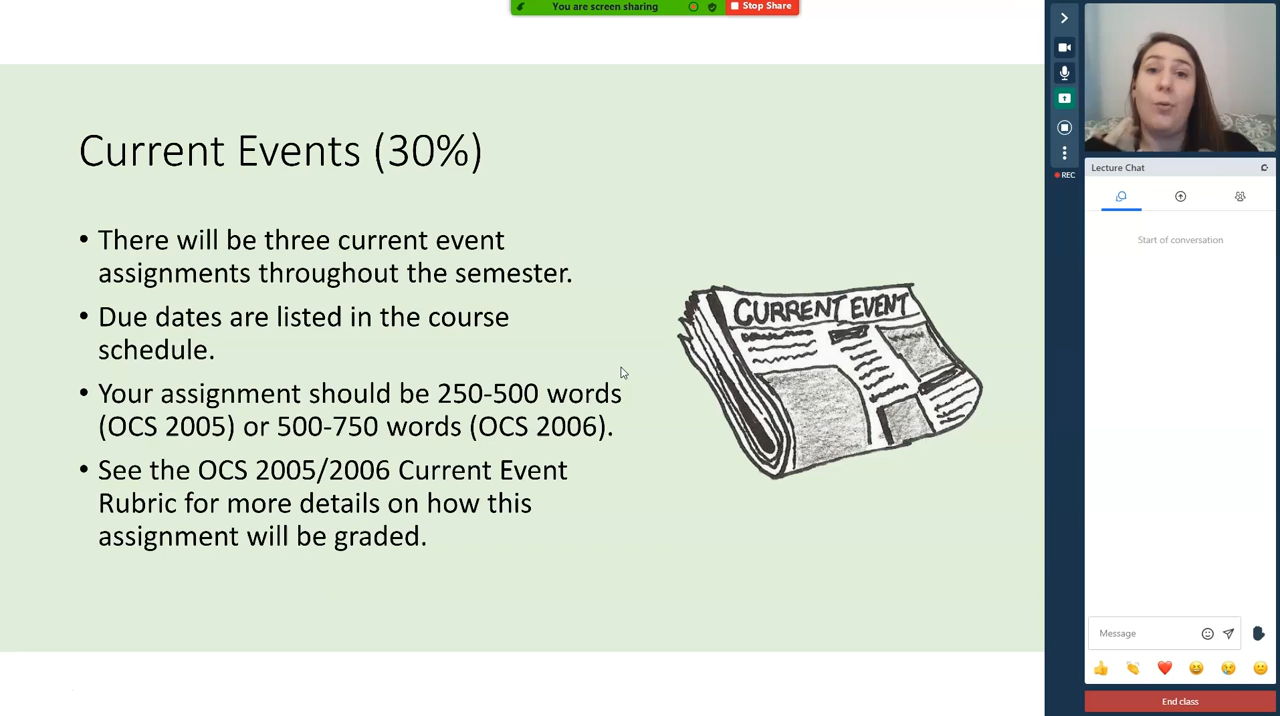 You are screen sharing
Stop Share
Current Events (30%)
• There will be three current event
assignments throughout the semester.
• Due dates are listed in the course
schedule.
• Your assignment should be 250-500 words
(OCS 2005) or 500-750 words (OCS 2006).
• See the OCS 2005/2006 Current Event
Rubric for more details on how this
assignment will be graded.
CURRENT EVENT
REC
Lecture Chat
Start of conversation
Message
End class